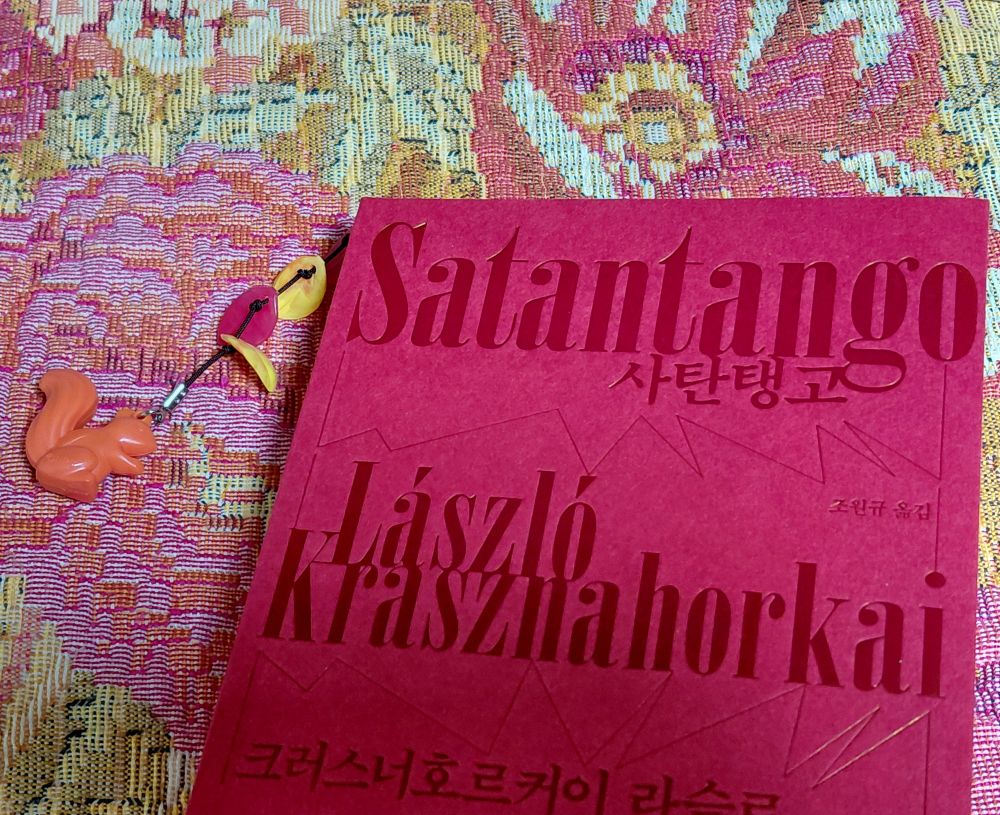 Satantango
사탄탱고
László
Krasznahorkai
조원규 옮김
크러스너호르커이 라슬로